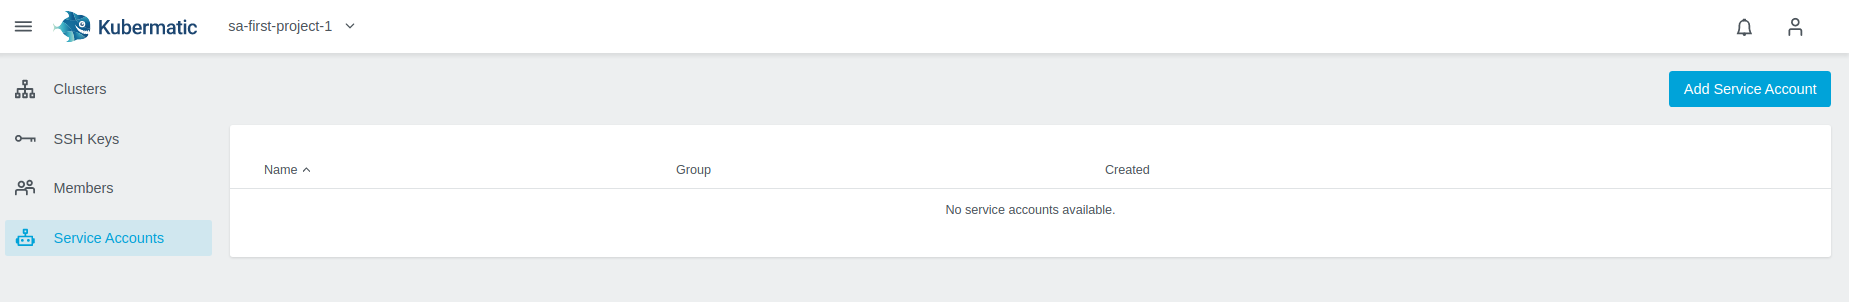 Kubermatic
sa-first-project-1
Clusters
SSH Keys
Members
Service Accounts
Add Service Account
Name Group Created
No service accounts available.